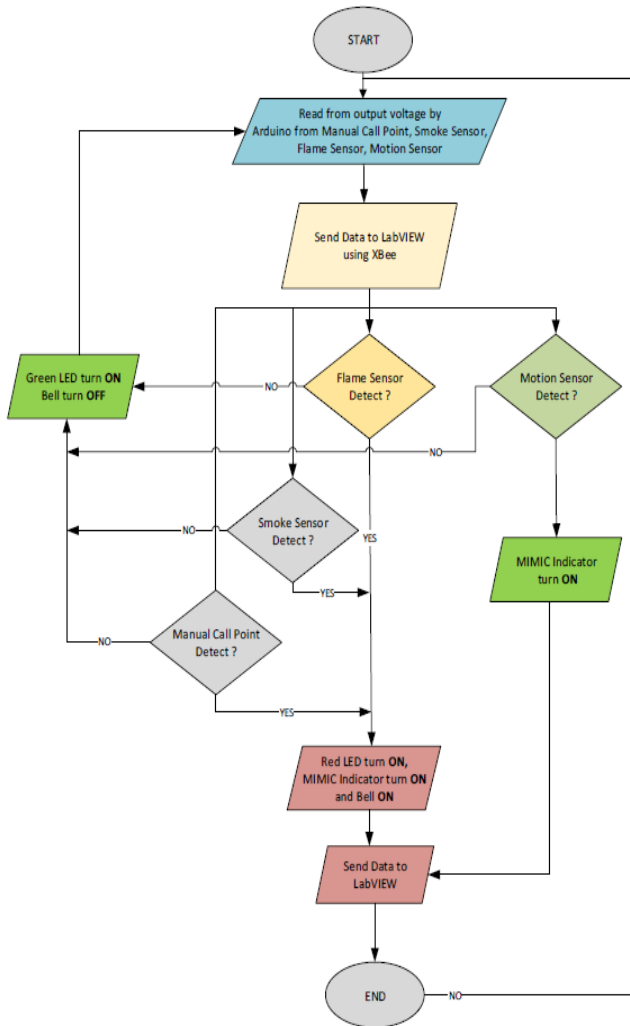 START
Read from output voltage by
Arduino from Manual Call Point, Smoke Sensor,
Flame Sensor, Motion Sensor
Send Data to LabVIEW
using XBee
Green LED turn ON
Bell turn OFF
NO
Flame Sensor
Detect ?
Motion Sensor
Detect ?
NO
Smoke Sensor
Detect ?
NO
YES
YES
MIMIC Indicator
turn ON
Manual Call Point
Detect ?
NO
YES
Red LED turn ON,
MIMIC Indicator turn ON
and Bell ON
Send Data to
LabVIEW
END
NO